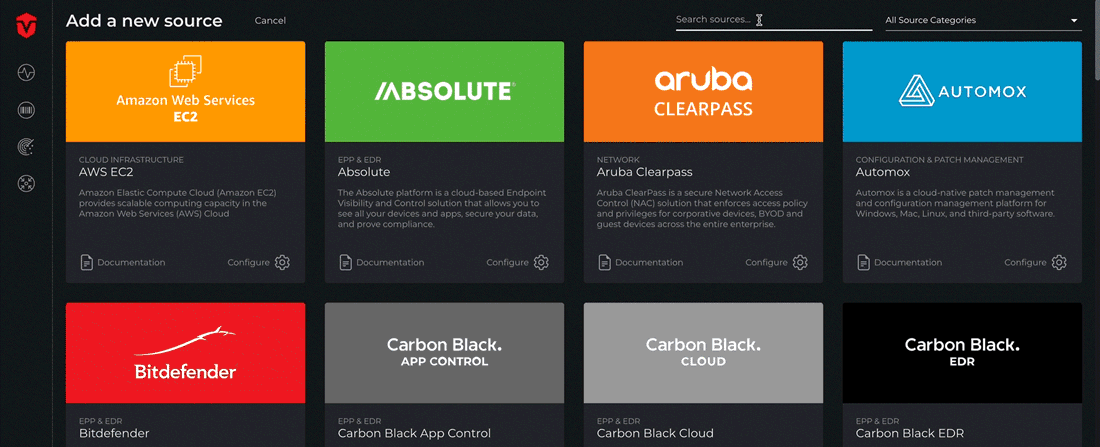 Add a new source
Cancel
Search sources...
All Source Categories
Amazon Web Services
EC2
CLOUD INFRASTRUCTURE
AWS EC2
Amazon Elastic Compute Cloud (Amazon EC2)
provides scalable computing capacity in the
Amazon Web Services (AWS) Cloud
Documentation
Configure
ABSOLUTE®
EPP & EDR
Absolute
The Absolute platform is a cloud-based Endpoint
Visibility and Control solution that allows you to
see all your devices and apps, secure your data,
and prove compliance.
Documentation
Configure
aruba
CLEARPASS
NETWORK
Aruba Clearpass
Aruba ClearPass is a secure Network Access
Control (NAC) solution that enforces access policy
and privileges for corporative devices, BYOD and
guest devices across the entire enterprise.
Documentation
Configure
AUTOMOX
CONFIGURATION & PATCH MANAGEMENT
Automox
Automox is a cloud-native patch management
and configuration management platform for
Windows, Mac, Linux, and third-party software.
Documentation
Configure
Bitdefender
EPP & EDR
Bitdefender
Carbon Black.
APP CONTROL
EPP & EDR
Carbon Black App Control
Carbon Black.
CLOUD
EPP & EDR
Carbon Black Cloud
Carbon Black.
EDR
EPP & EDR
Carbon Black EDR